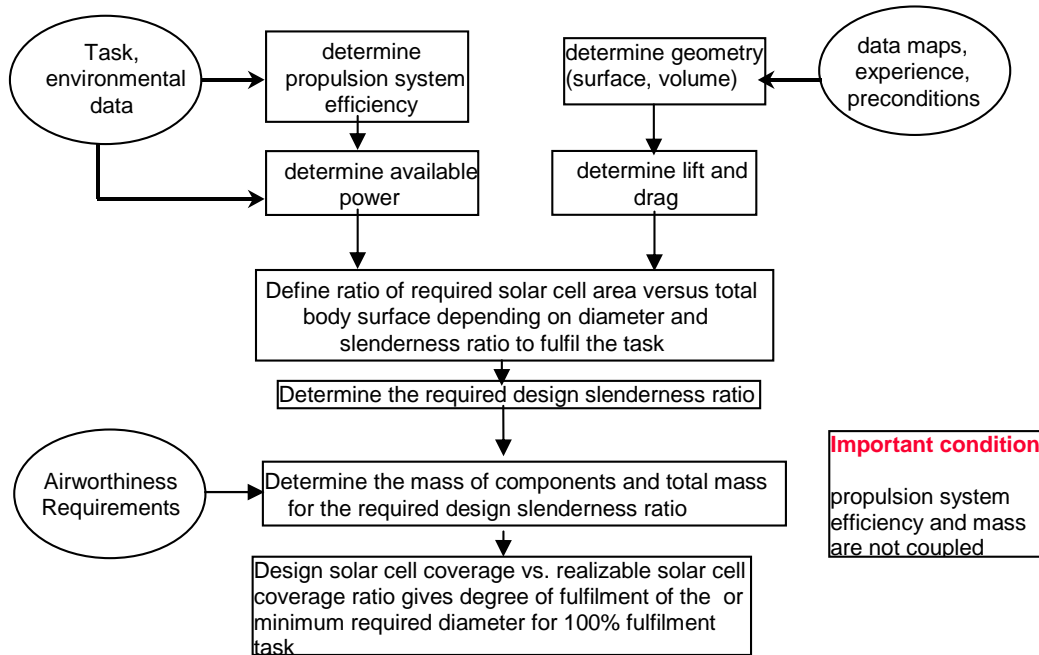 Task,
environmental
data
determine
propulsion system
efficiency
determine geometry
(surface, volume)
data maps,
experience,
preconditions
determine available
power
determine lift and
drag
Define ratio of required solar cell area versus total
body surface depending on diameter and
slenderness ratio to fulfil the task
Determine the required design slenderness ratio
Airworthiness
Requirements
Determine the mass of components and total mass
for the required design slenderness ratio
Important condition
propulsion system
efficiency and mass
are not coupled
Design solar cell coverage vs. realizable solar cell
coverage ratio gives degree of fulfilment of the or
minimum required diameter for 100% fulfilment
task